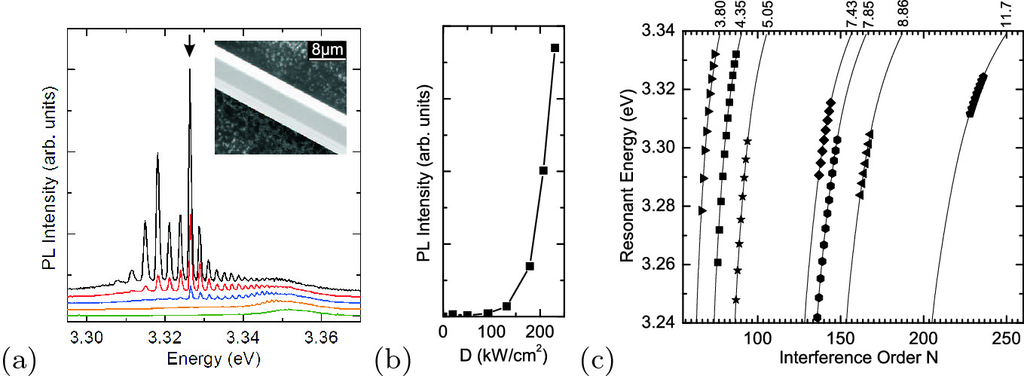 8μm
PL Intensity (arb. units)
3.30 3.32 3.34 3.36
Energy (eV)
(a)
PL Intensity (arb. units)
0 100 200
D (kW/cm²)
(b)
3.80 4.35 5.05 7.43 7.85 8.86 11.7
3.34
3.32
3.30
3.28
3.26
3.24
Resonant Energy (eV)
100 150 200 250
Interference Order N
(c)